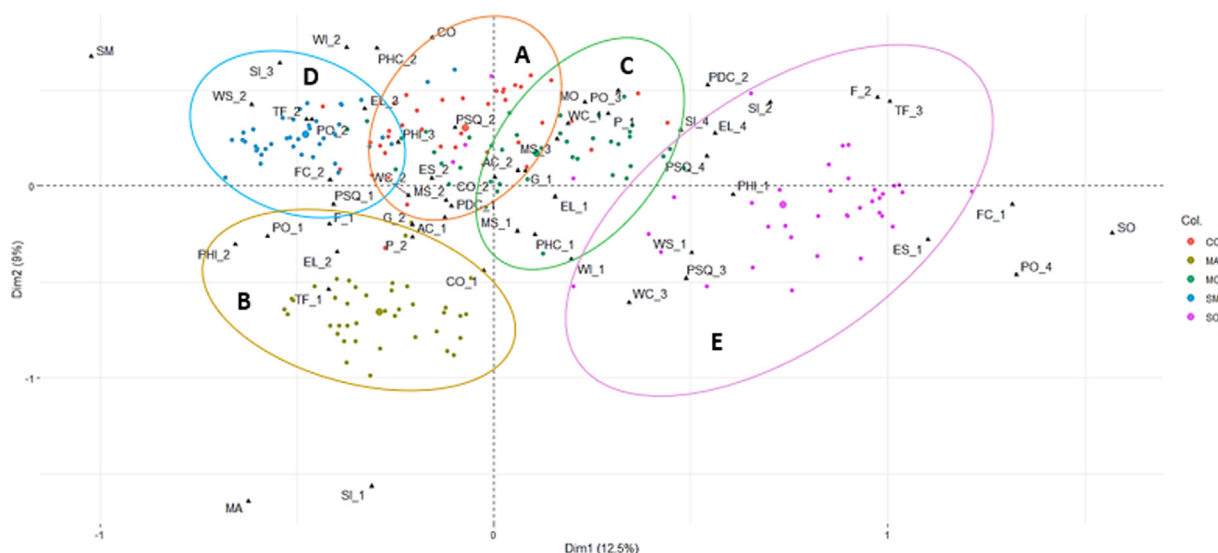 SM
WI_2
CO
PHC_2
A
SI_3
D
C
PDC_2
WS_2
EL_3
MO
PO_3
SI_2
F_2
TF_3
TF_2
PO_2
PSQ_2
WC_1
P_1
SI_4
EL_4
PHI_3
MS_3
AC_2
FC_2
ES_2
PSQ_4
WC_2
CO_2
G_1
0
PSQ_1
MS_2
PDC_1
EL_1
PHI_1
FC_1
F_1
G_2
AC_1
MS_1
SO
PO_1
PHI_2
P_2
PHC_1
WS_1
ES_1
EL_2
CO_1
WI_1
PSQ_3
PO_4
B
TF_1
WC_3
E
-1
SI_1
MA
-1
0
1
Dim1 (12.5%)
Dim2 (9%)
Col.
MA
SM